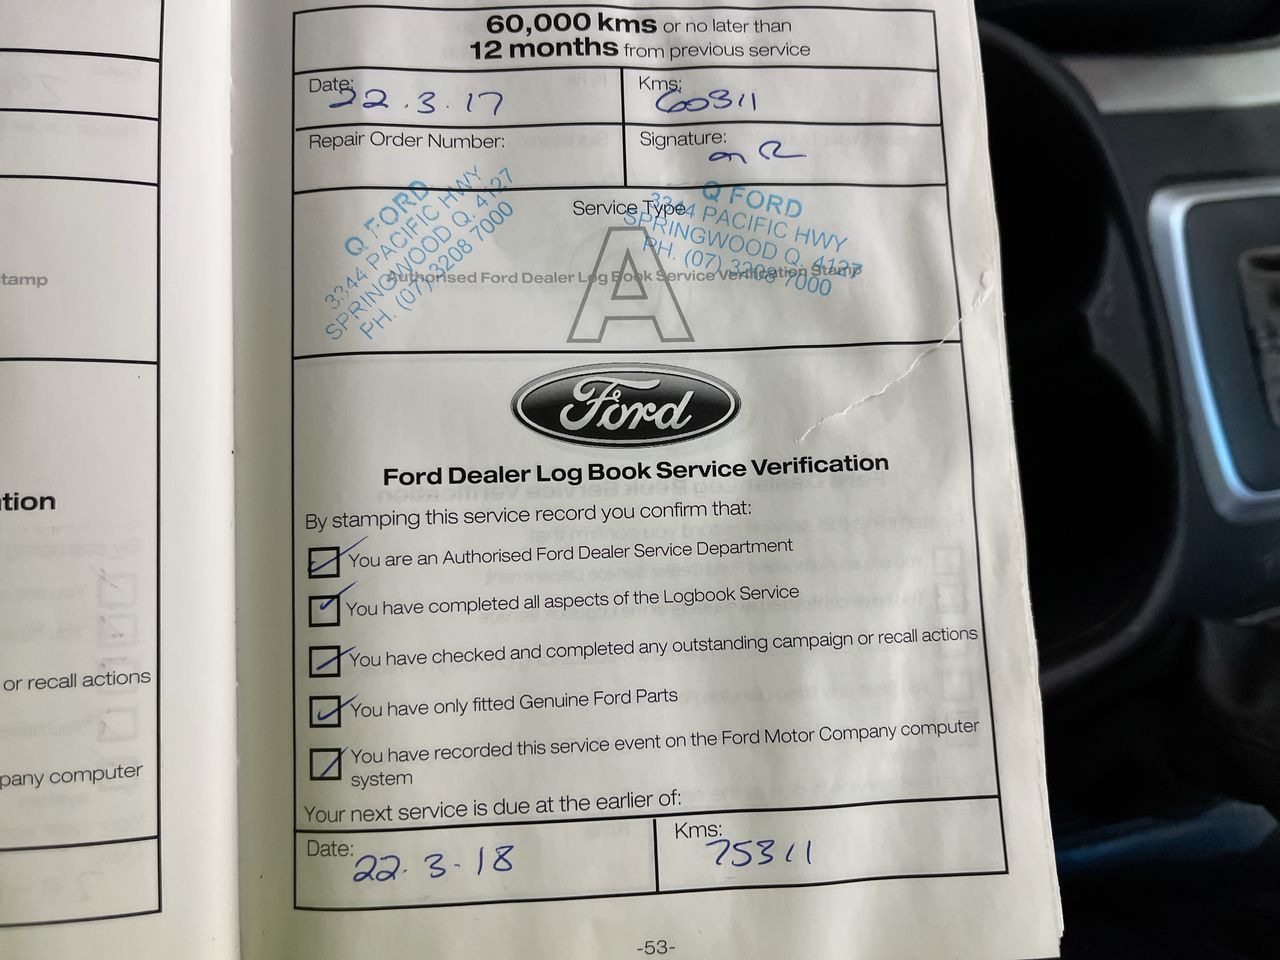 60,000 kms or no later than
12 months from previous service
Date: 22.3.17
Kms: 60311
Repair Order Number:
Signature:
Q FORD
3344 PACIFIC HWY
SPRINGWOOD Q. 4127
PH. (07) 3208 7000
Service Type
Q FORD
3344 PACIFIC HWY
SPRINGWOOD Q. 4127
PH. (07) 3208 7000
Authorised Ford Dealer Log Book Service Verification Stamp
A
Ford
Ford Dealer Log Book Service Verification
By stamping this service record you confirm that:
You are an Authorised Ford Dealer Service Department
You have completed all aspects of the Logbook Service
You have checked and completed any outstanding campaign or recall actions
You have only fitted Genuine Ford Parts
You have recorded this service event on the Ford Motor Company computer
system
Your next service is due at the earlier of:
Date: 22.3.18
Kms: 75311
-53-
tamp
tion
or recall actions
pany computer